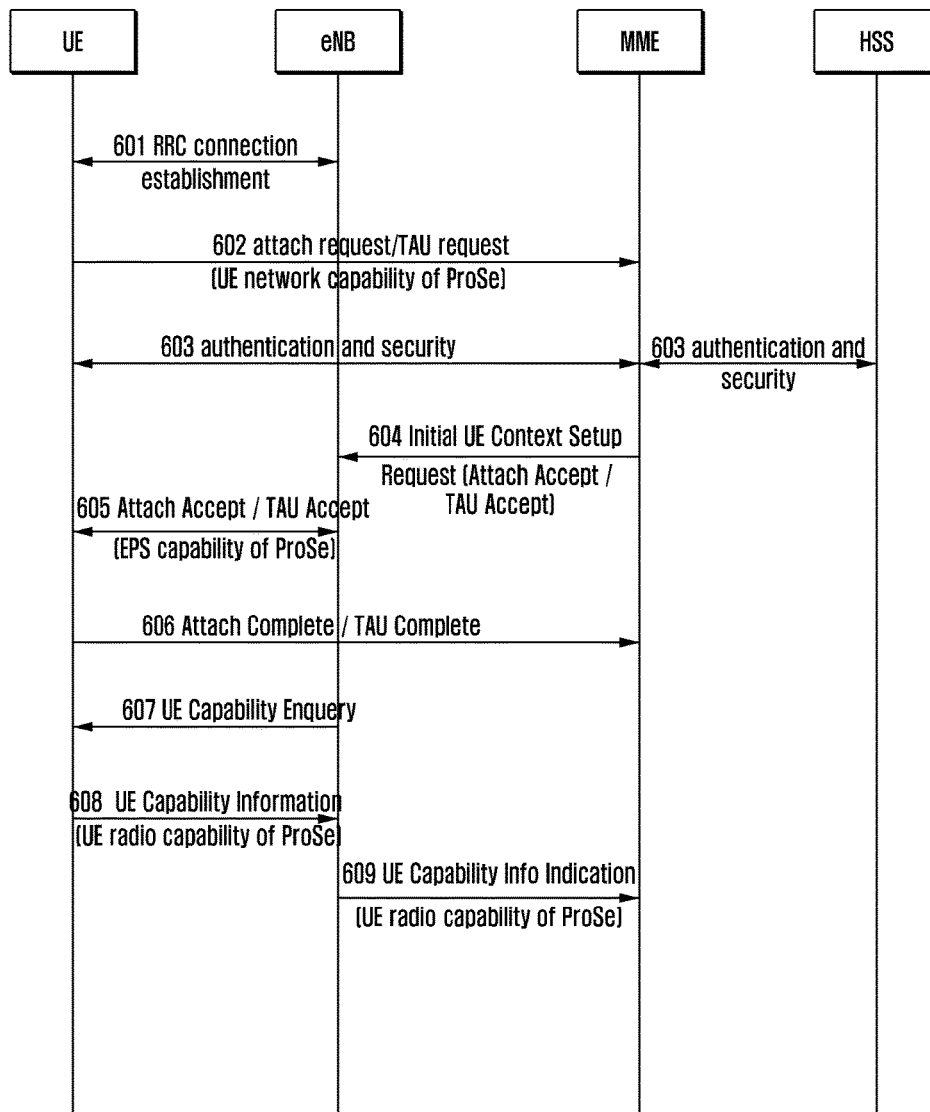 UE
eNB
MME
HSS
601 RRC connection
establishment
602 attach request/TAU request
(UE network capability of ProSe)
603 authentication and security
603 authentication and
security
604 Initial UE Context Setup
Request (Attach Accept /
TAU Accept)
605 Attach Accept / TAU Accept
(EPS capability of ProSe)
606 Attach Complete / TAU Complete
607 UE Capability Enquery
608 UE Capability Information
(UE radio capability of ProSe)
609 UE Capability Info Indication
(UE radio capability of ProSe)